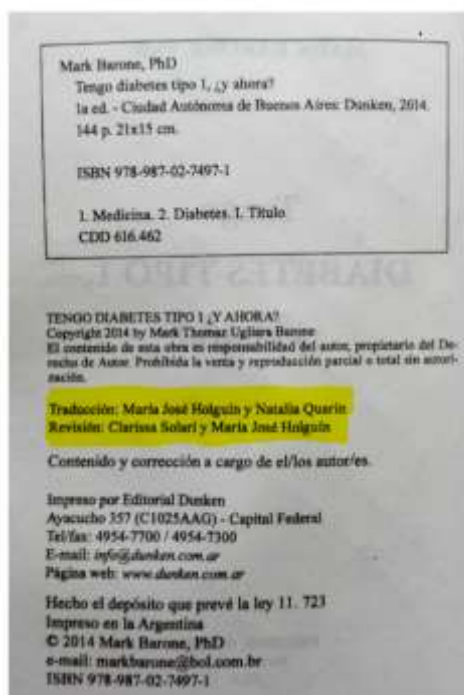 Mark Barone, PhD
Tengo diabetes tipo 1, ¿y ahora?
1a ed. - Ciudad Autónoma de Buenos Aires: Dunken, 2014.
144 p. 21x15 cm.
ISBN 978-987-02-7497-1
1. Medicina. 2. Diabetes. I. Título
CDD 616.462
TENGO DIABETES TIPO 1 ¿Y AHORA?
Copyright 2014 by Mark Thomaz Ugliara Barone
El contenido de esta obra es responsabilidad del autor, propietario del De-
recho de Autor. Prohibida la venta y reproducción parcial o total sin autori-
zación.
Traducción: María José Holguín y Natalia Quarin
Revisión: Clarissa Solari y María José Holguín
Contenido y corrección a cargo de el/los autor/es.
Impreso por Editorial Dunken
Ayacucho 357 (C1025AAG) - Capital Federal
Tel/fax: 4954-7700 / 4954-7300
E-mail: info@dunken.com.ar
Página web: www.dunken.com.ar
Hecho el depósito que prevé la ley 11. 723
Impreso en la Argentina
© 2014 Mark Barone, PhD
e-mail: markbarone@bol.com.br
ISBN 978-987-02-7497-1